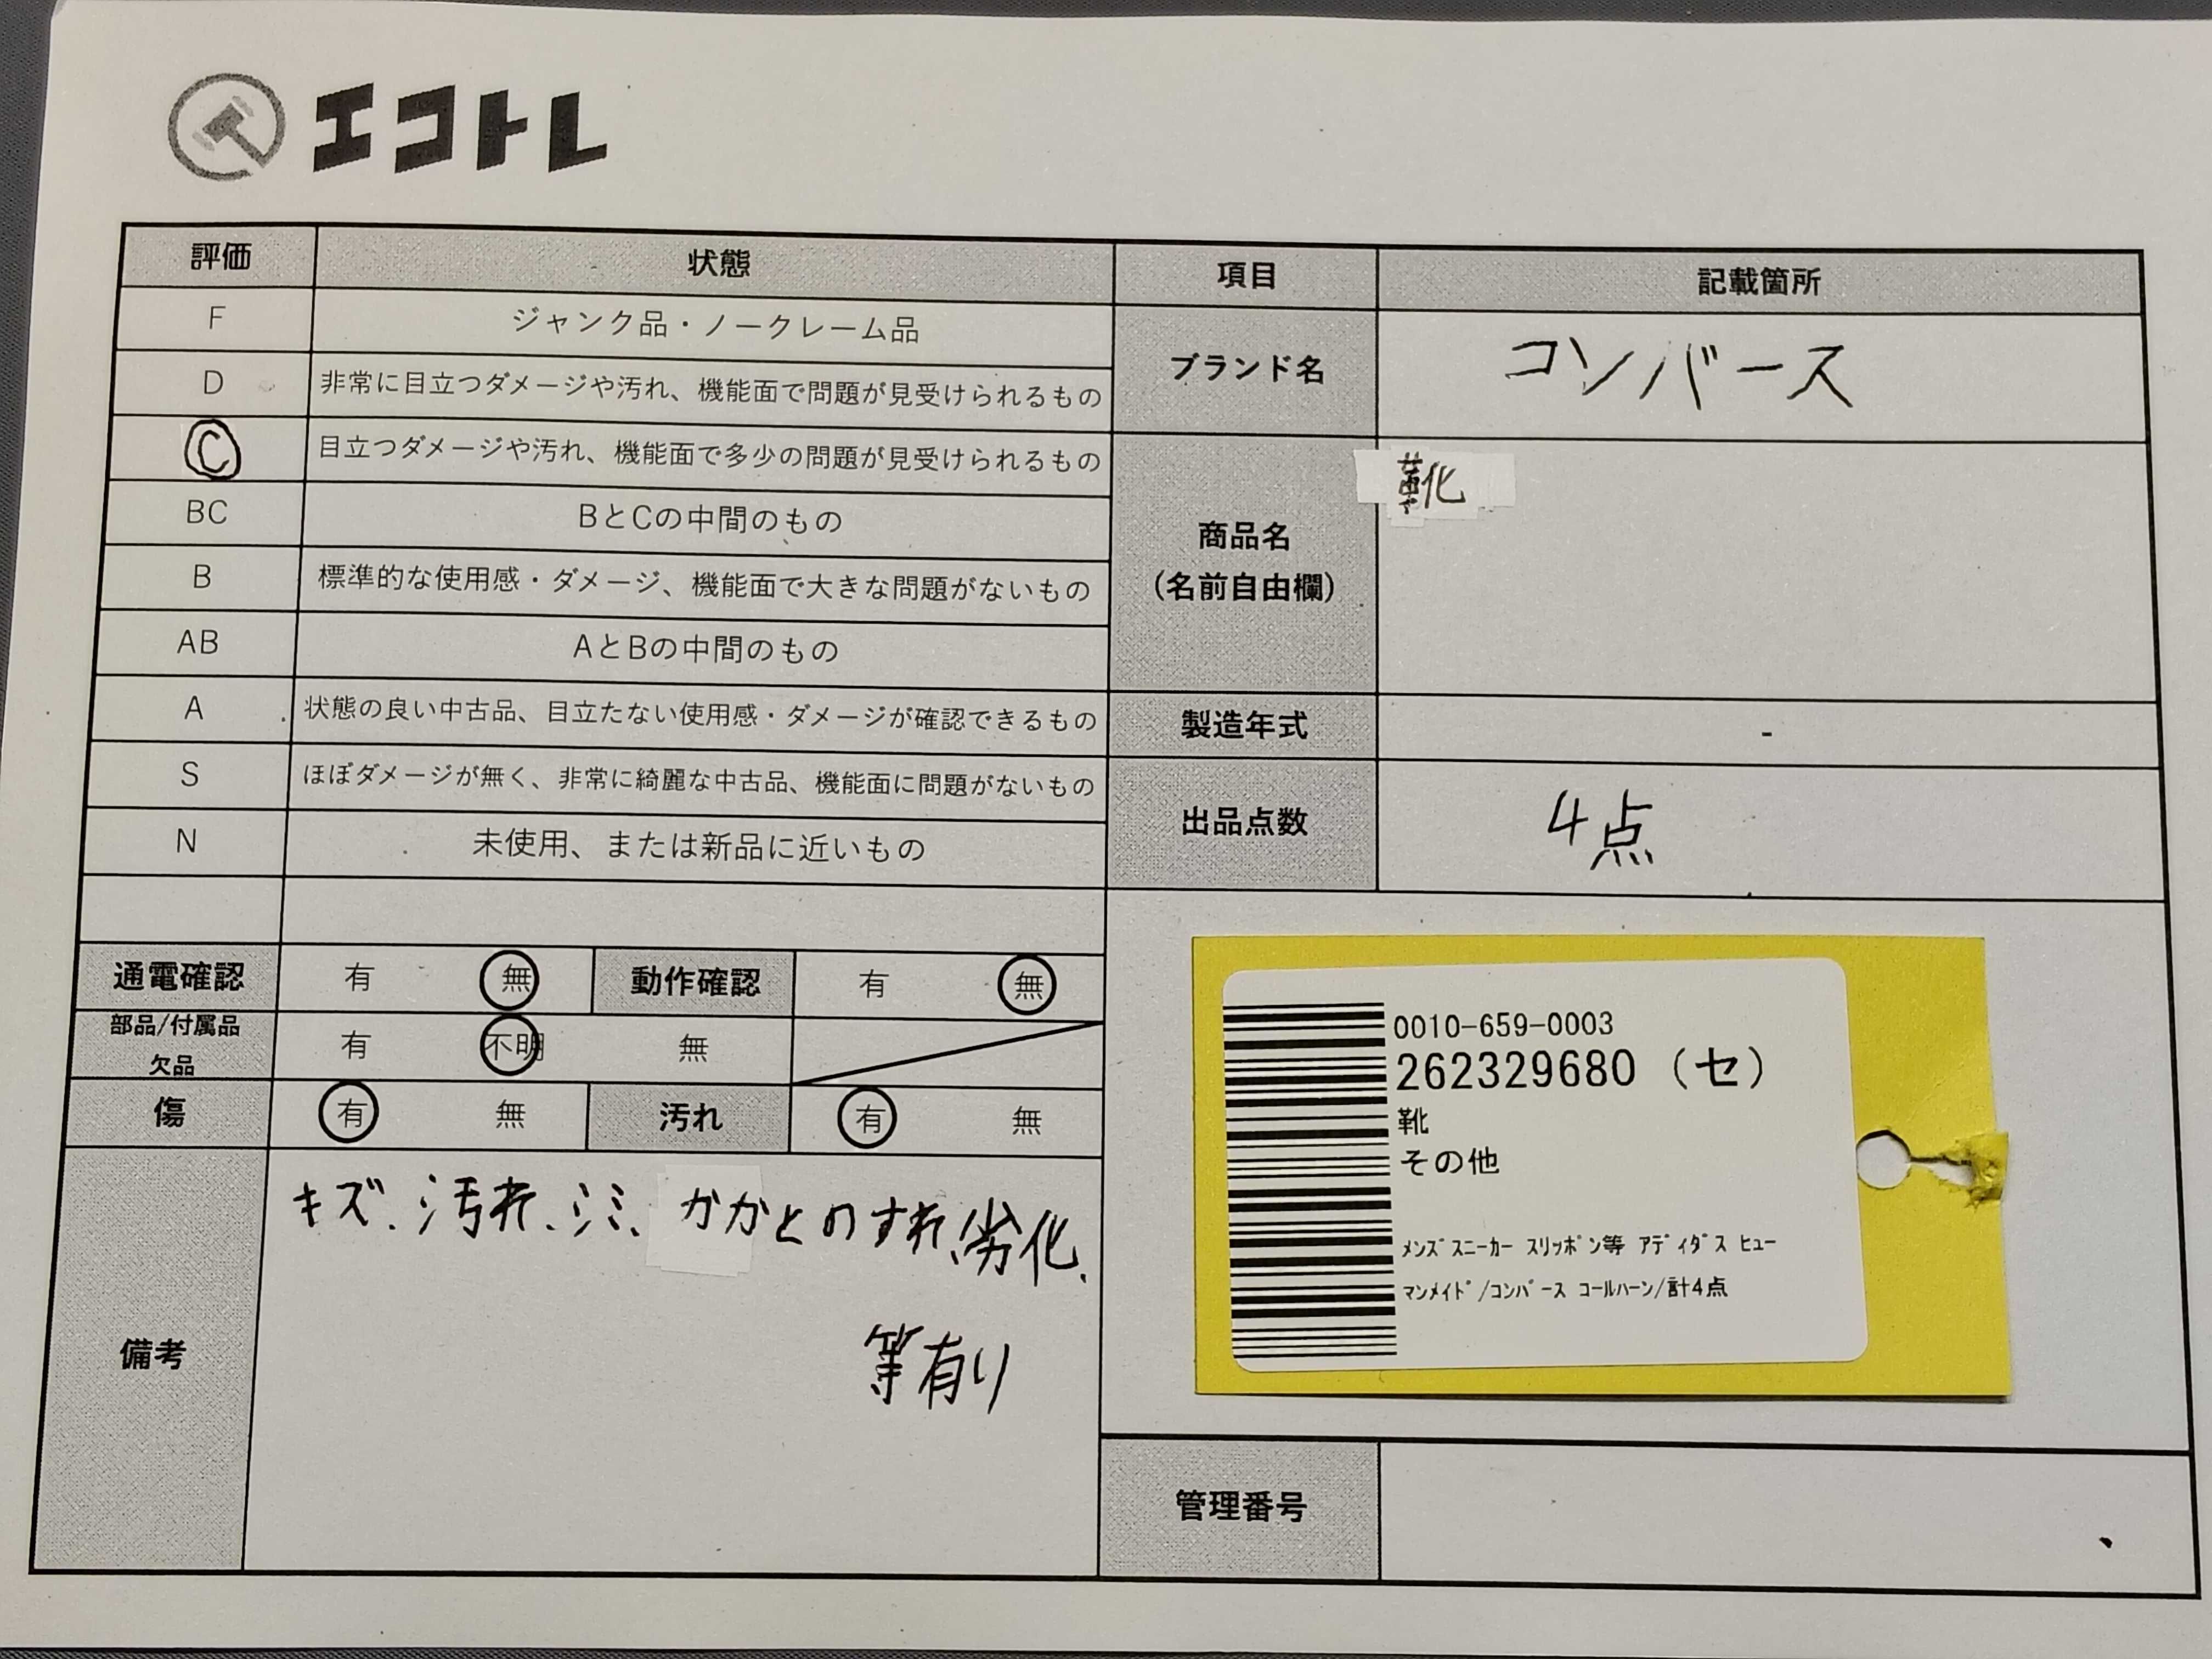 エコトレ
評価 状態 項目 記載箇所
F ジャンク品・ノークレーム品
D 非常に目立つダメージや汚れ、機能面で問題が見受けられるもの
C 目立つダメージや汚れ、機能面で多少の問題が見受けられるもの
BC BとCの中間のもの
B 標準的な使用感・ダメージ、機能面で大きな問題がないもの
AB AとBの中間のもの
A 状態の良い中古品、目立たない使用感・ダメージが確認できるもの
S ほぼダメージが無く、非常に綺麗な中古品、機能面に問題がないもの
N 未使用、または新品に近いもの
ブランド名 コンバース
商品名
(名前自由欄)
靴
製造年式 -
出品点数 4点
通電確認 有 無 動作確認 有 無
部品/付属品
欠品
有 不明 無
傷 有 無 汚れ 有 無
備考
キズ、汚れ、シミ、かかとのすれ、劣化、
等有り
0010-659-0003
262329680 (セ)
靴
その他
ﾒﾝｽﾞｽﾆｰｶｰ ｽﾘｯﾎﾟﾝ等 ｱﾃﾞｨﾀﾞｽ ﾋｭｰ
ﾏﾝﾒｲﾄﾞ/ｺﾝﾊﾞｰｽ ｺｰﾙﾊｰﾝ/計4点
管理番号